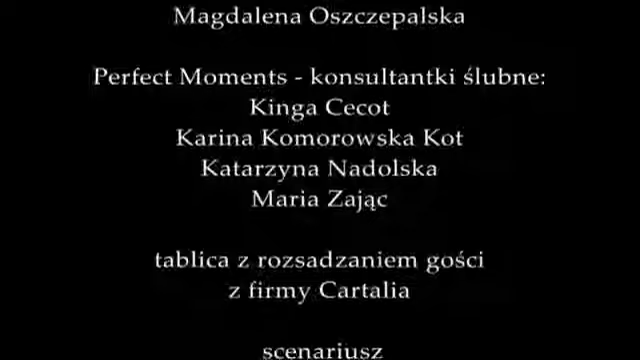 Magdalena Oszczepalska
Perfect Moments - konsultantki ślubne:
Kinga Cecot
Karina Komorowska Kot
Katarzyna Nadolska
Maria Zając
tablica z rozsadzaniem gości
z firmy Cartalia
scenariusz